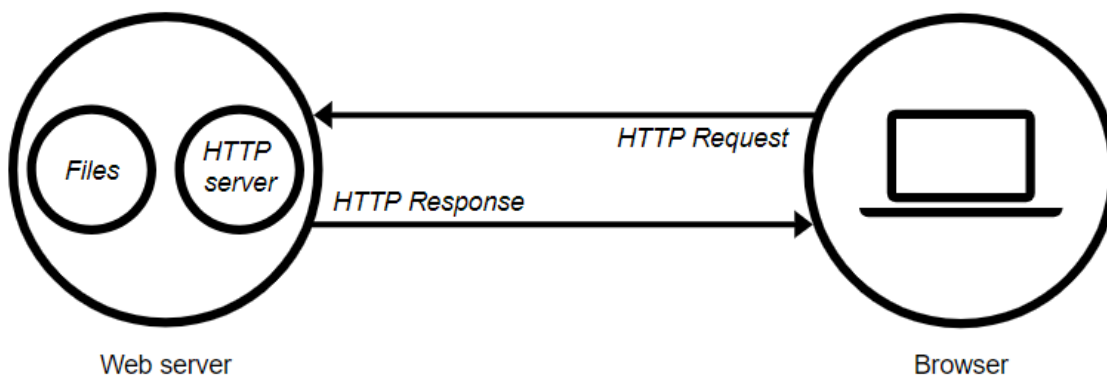 Files
HTTP
server
HTTP Request
HTTP Response
Web server
Browser